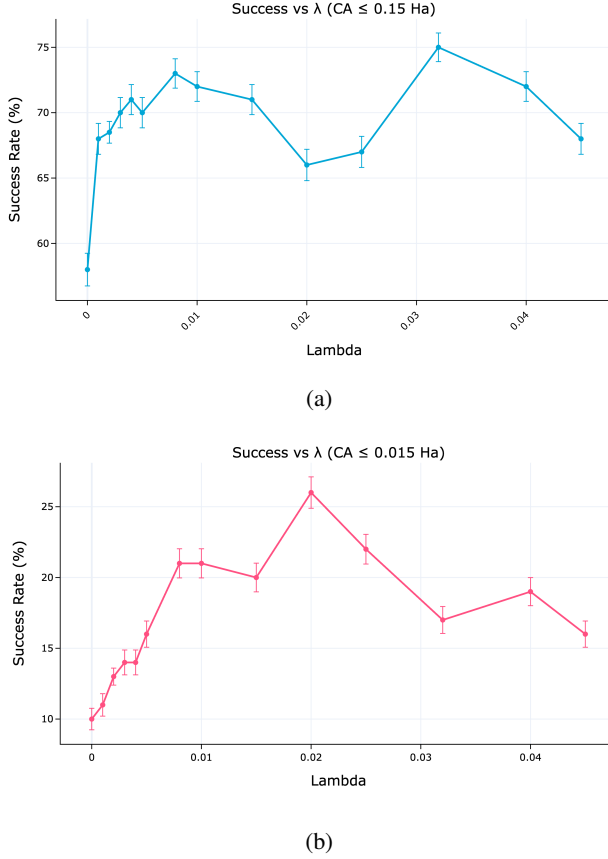 Success vs λ (CA ≤ 0.15 Ha)
75
70
65
60
Success Rate (%)
0
0.01
0.02
0.03
0.04
Lambda
(a)
Success vs λ (CA ≤ 0.015 Ha)
25
20
15
10
Success Rate (%)
0
0.01
0.02
0.03
0.04
Lambda
(b)